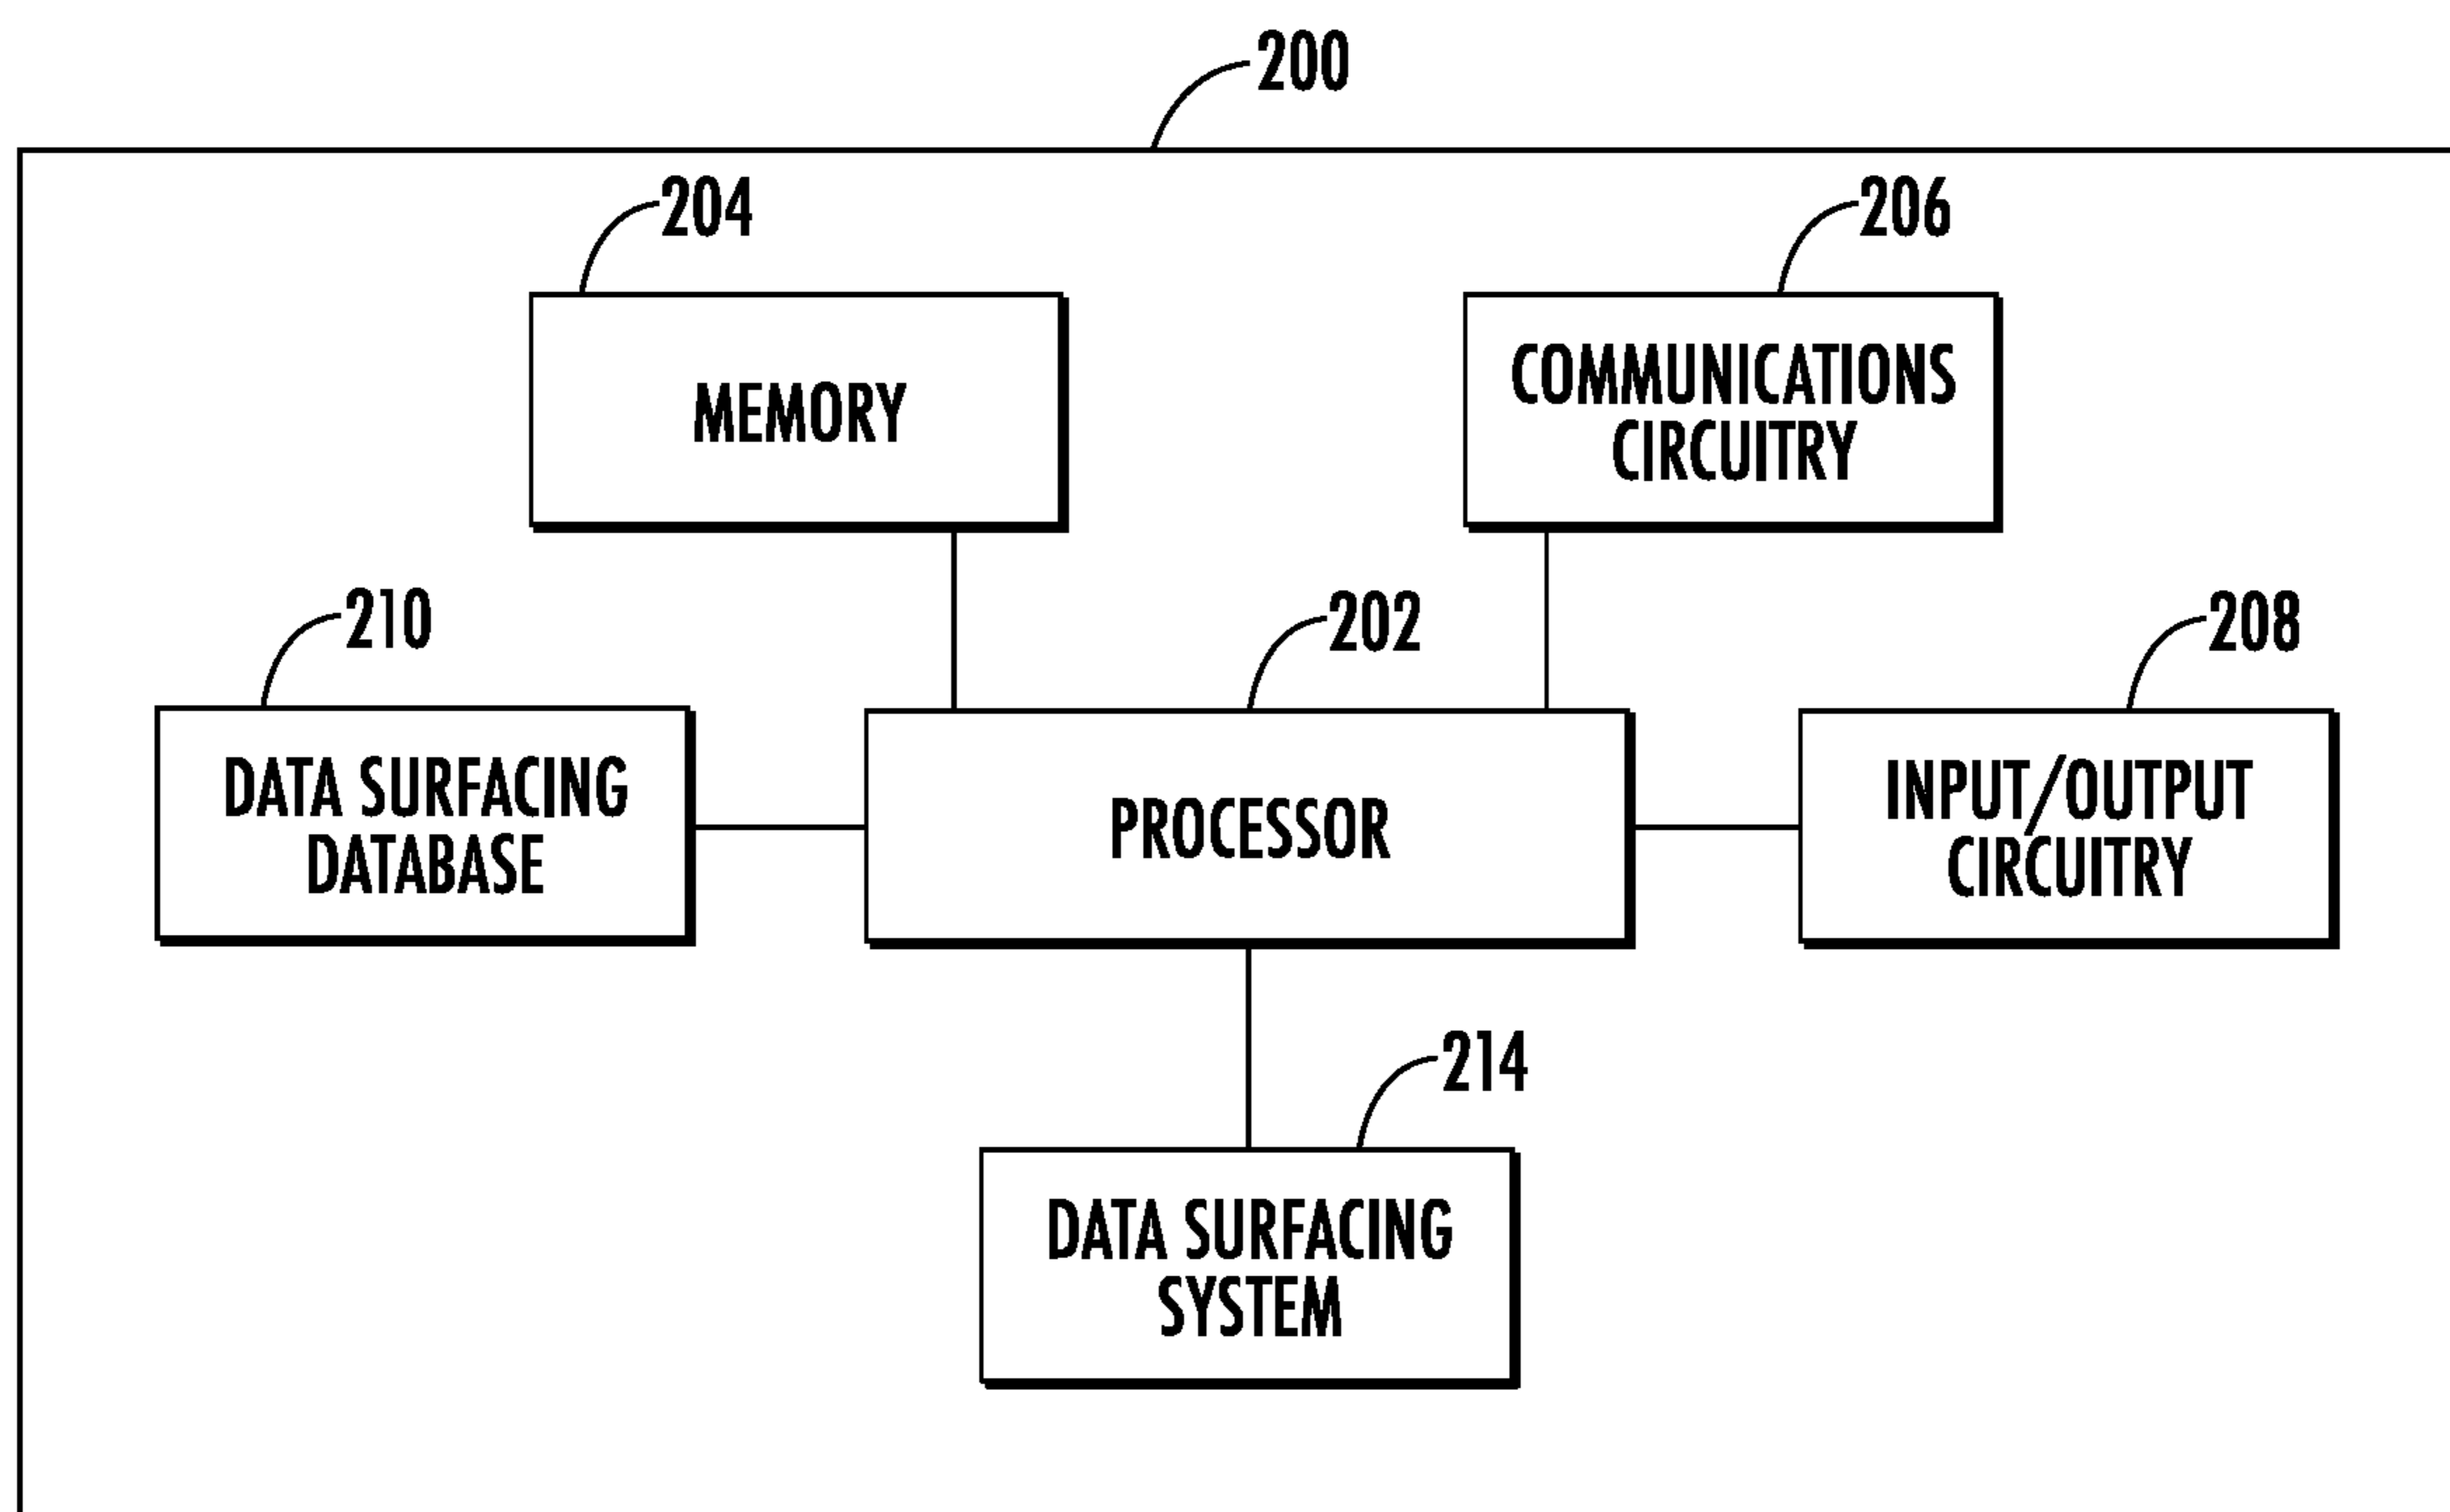 200
204
206
MEMORY
COMMUNICATIONS
CIRCUITRY
210
202
208
DATA SURFACING
DATABASE
PROCESSOR
INPUT/OUTPUT
CIRCUITRY
214
DATA SURFACING
SYSTEM